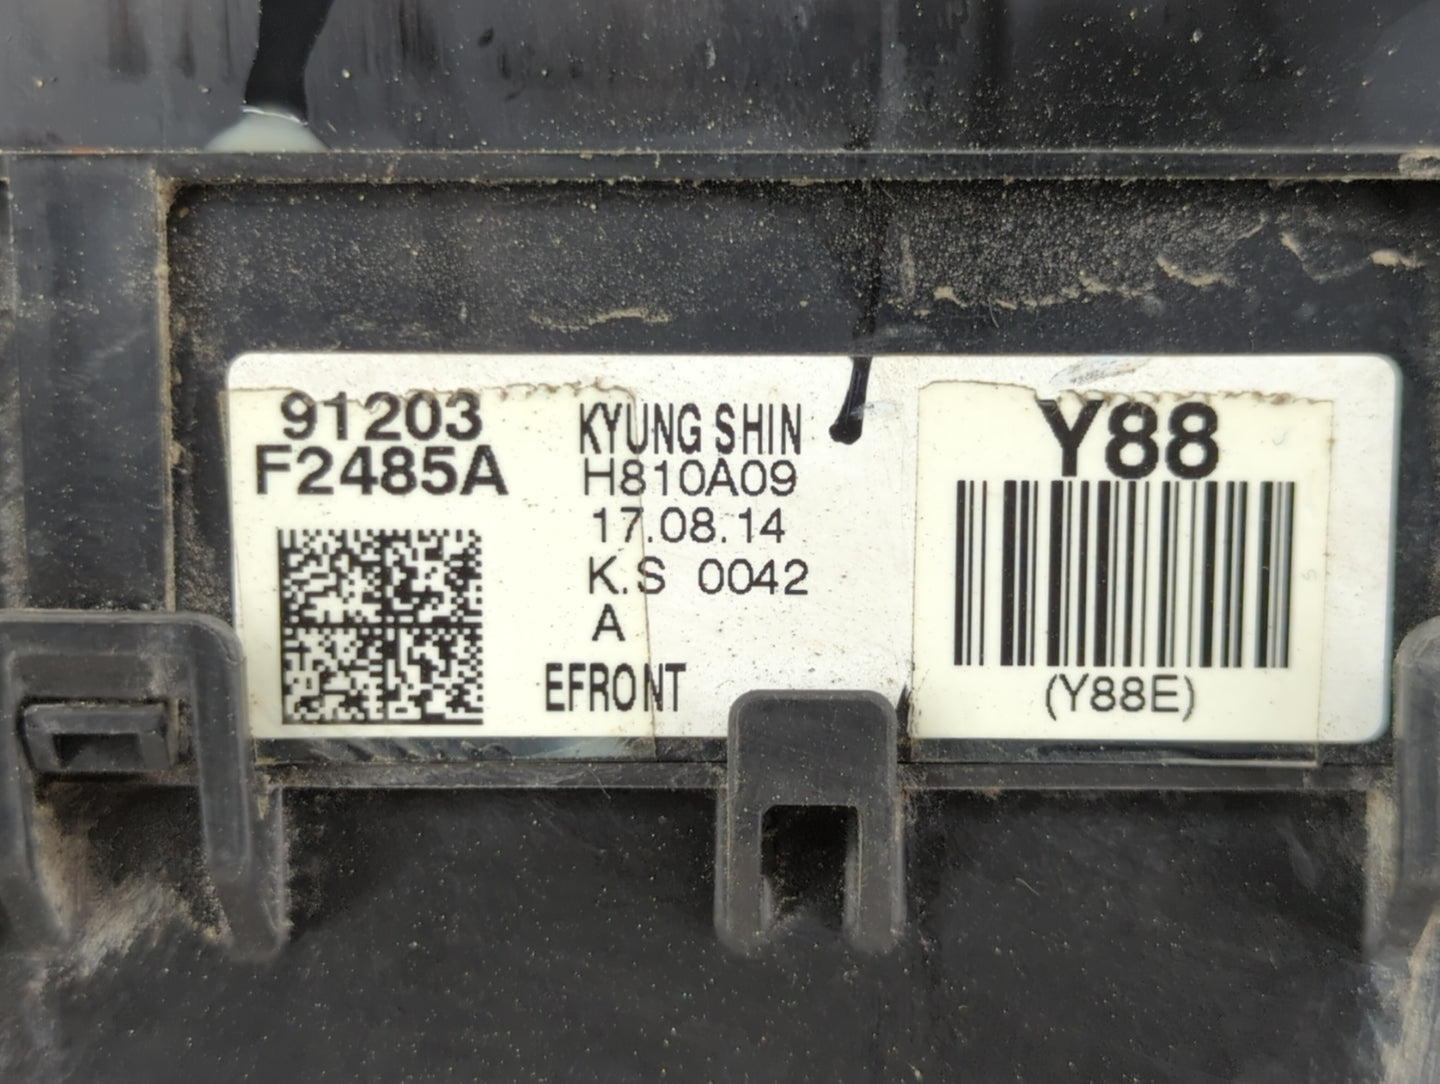 91203
F2485A
KYUNG SHIN
H810A09
17.08.14
K.S 0042
A
EFRONT
Y88
(Y88E)